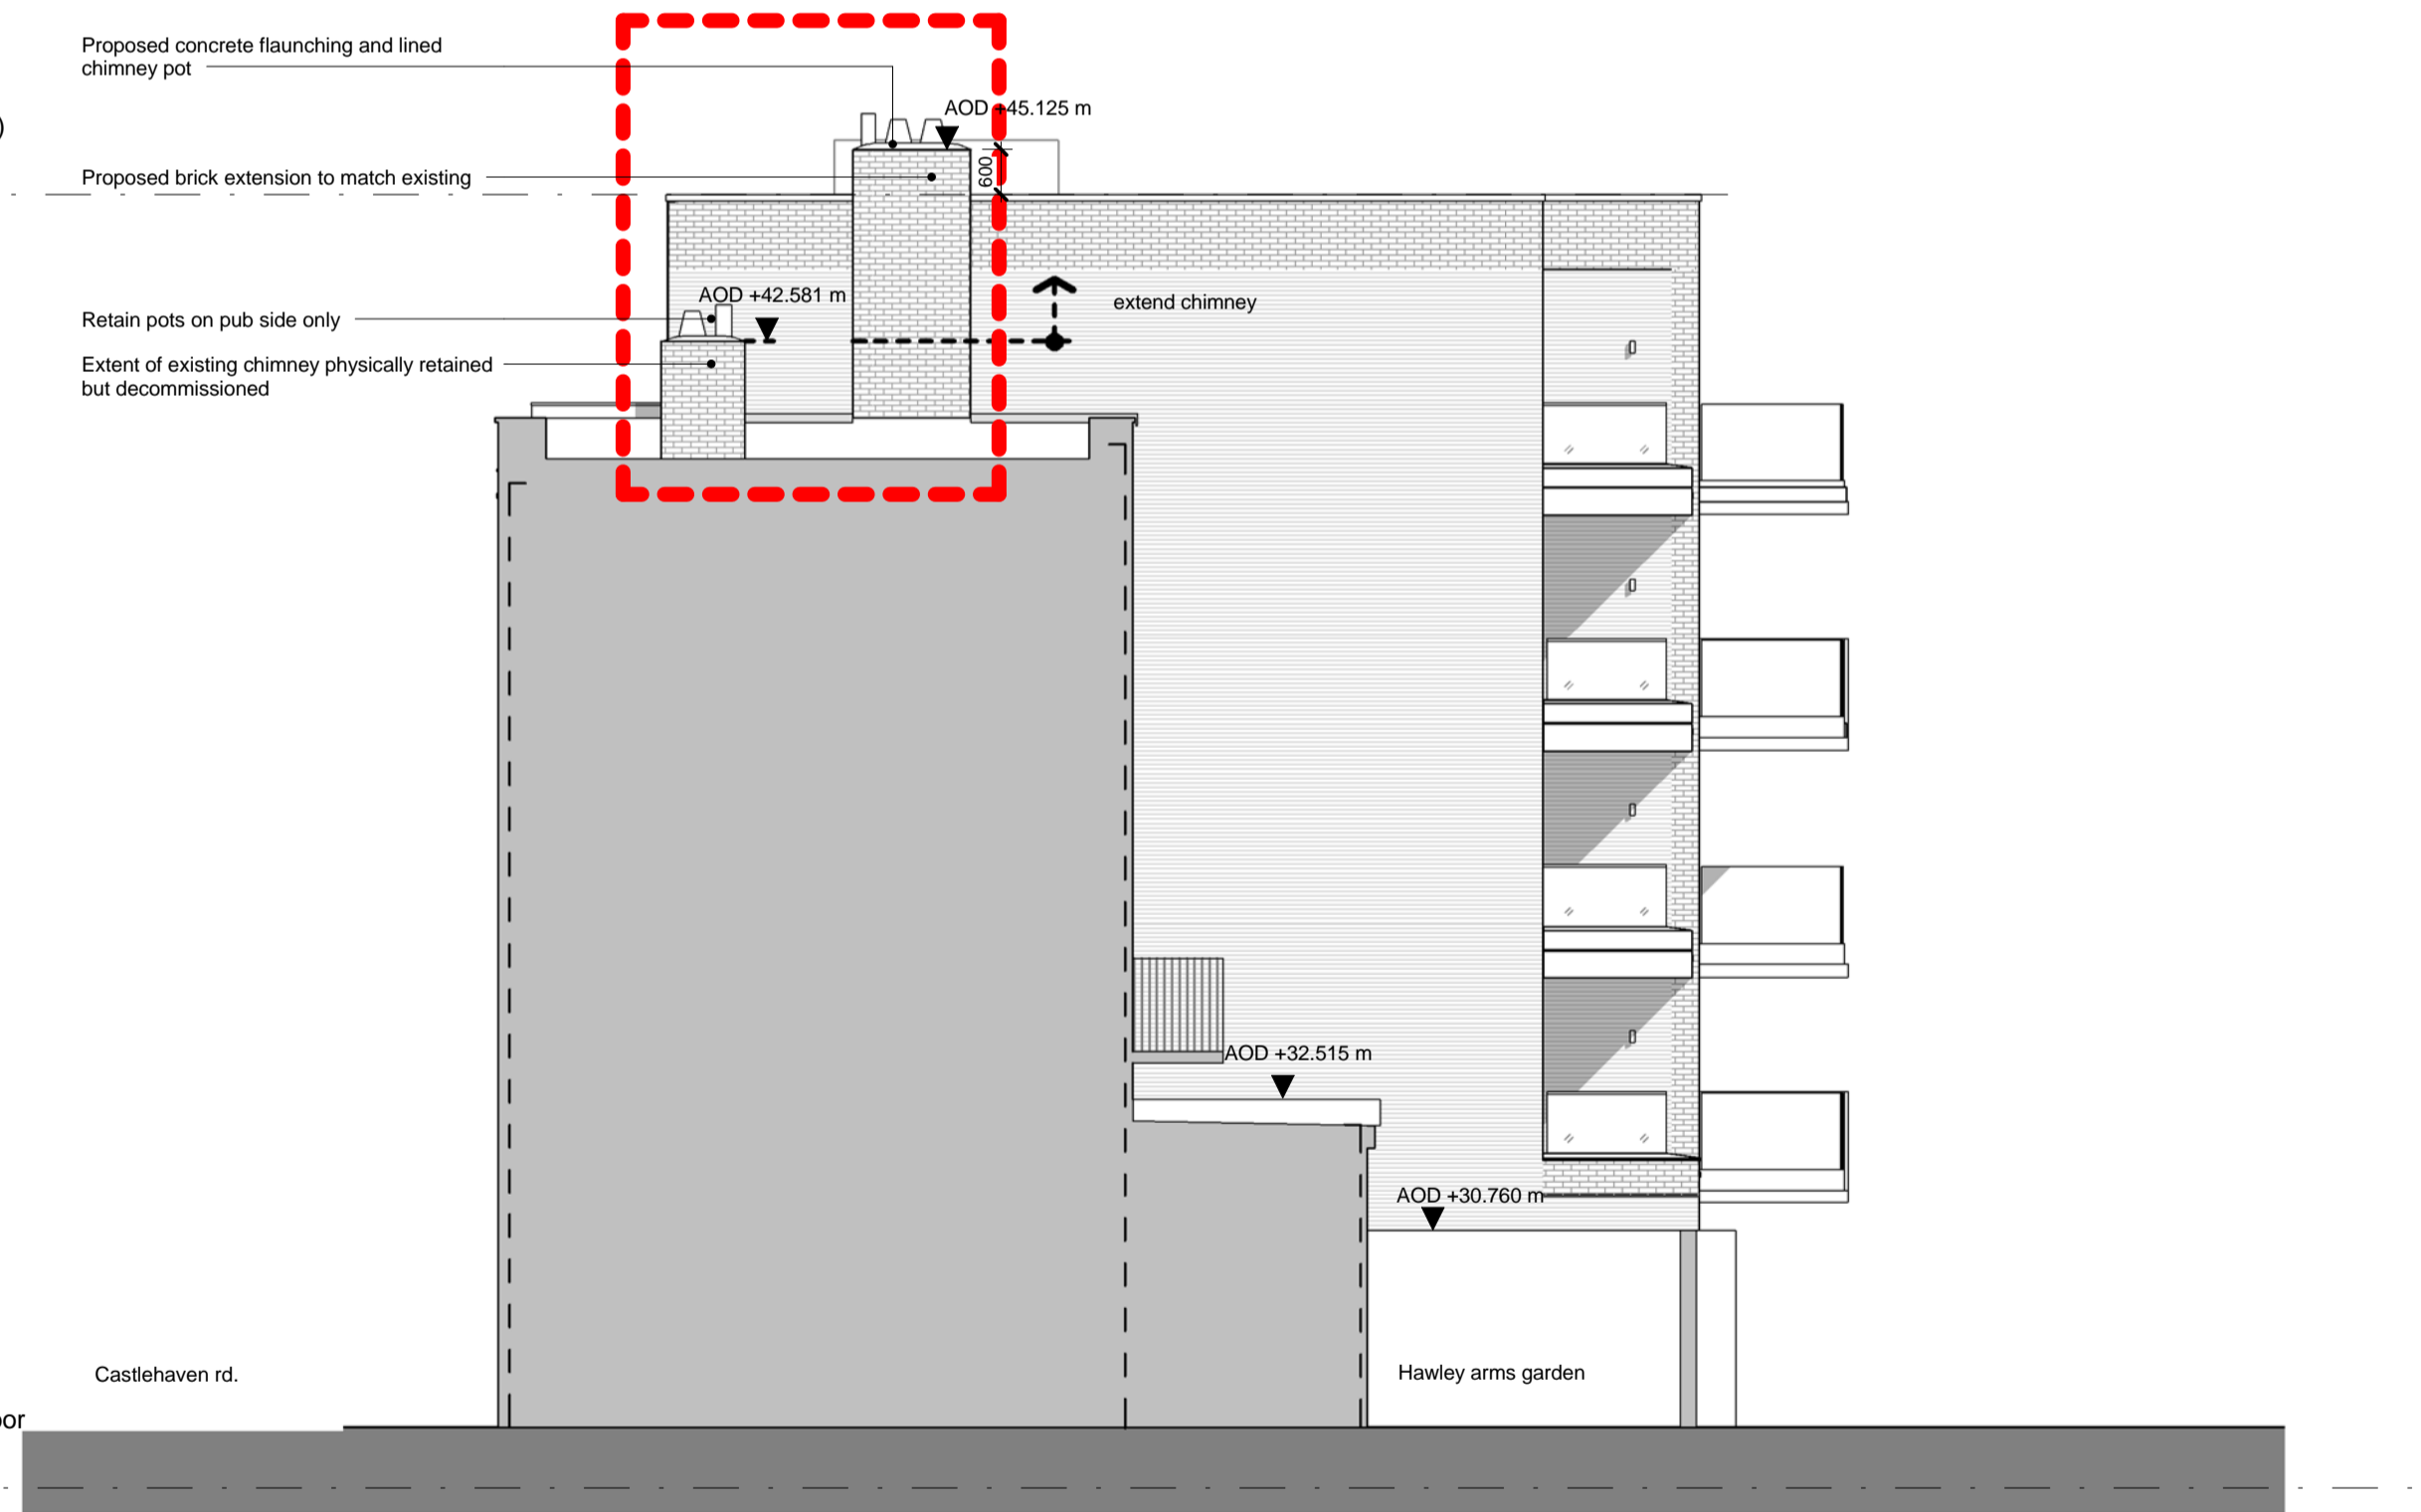 Proposed concrete flaunching and lined
chimney pot
)
AOD +45.125 m
Proposed brick extension to match existing
600
AOD +42.581 m
extend chimney
Retain pots on pub side only
Extent of existing chimney physically retained
but decommissioned
AOD +32.515 m
AOD +30.760 m
Castlehaven rd.
Hawley arms garden
oor